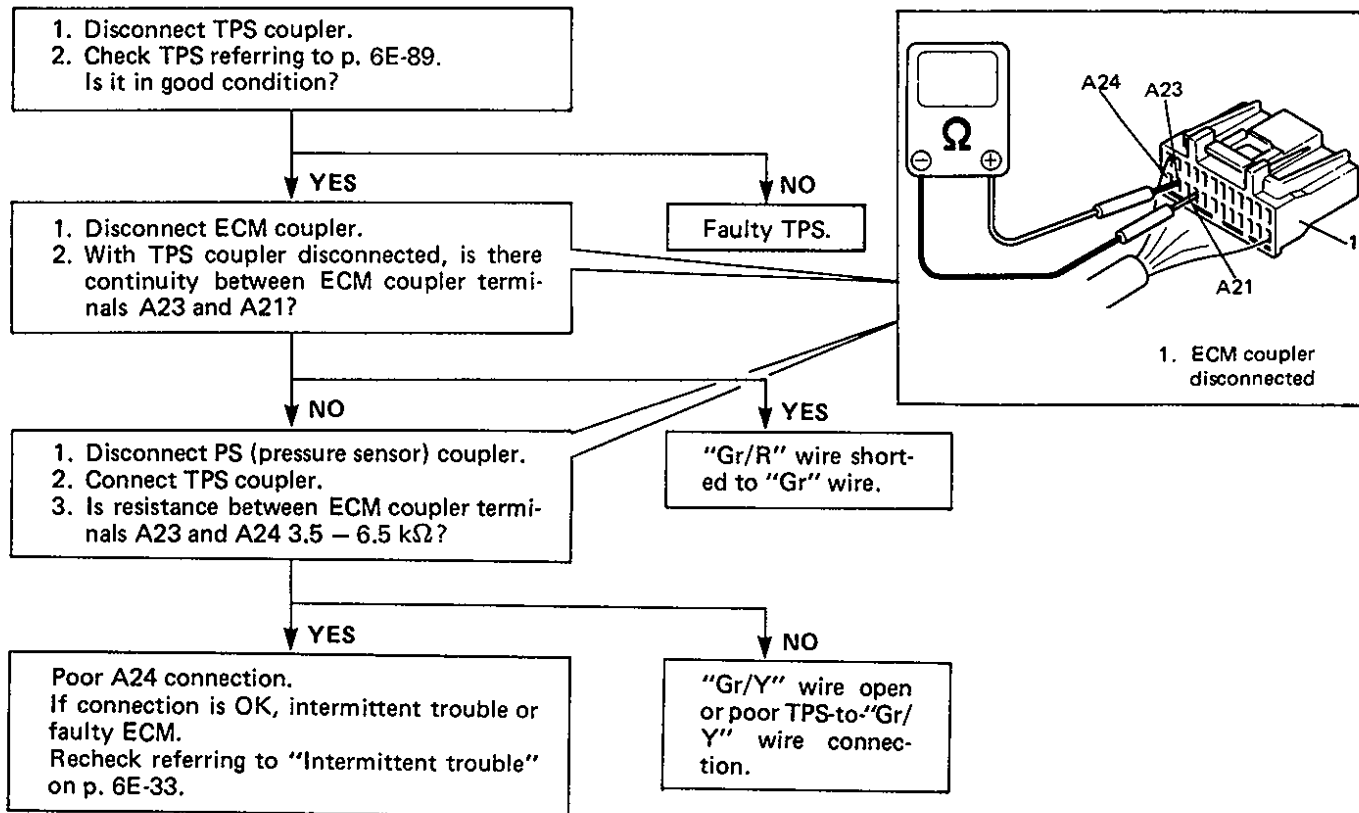 1. Disconnect TPS coupler.
2. Check TPS referring to p. 6E-89.
Is it in good condition?
YES
NO
Faulty TPS.
1. Disconnect ECM coupler.
2. With TPS coupler disconnected, is there
continuity between ECM coupler termi-
nals A23 and A21?
A24
A23
Ω
−
+
1
A21
1. ECM coupler
disconnected
NO
YES
"Gr/R" wire short-
ed to "Gr" wire.
1. Disconnect PS (pressure sensor) coupler.
2. Connect TPS coupler.
3. Is resistance between ECM coupler termi-
nals A23 and A24 3.5 – 6.5 kΩ?
YES
NO
Poor A24 connection.
If connection is OK, intermittent trouble or
faulty ECM.
Recheck referring to "Intermittent trouble"
on p. 6E-33.
"Gr/Y" wire open
or poor TPS-to-"Gr/
Y" wire connec-
tion.